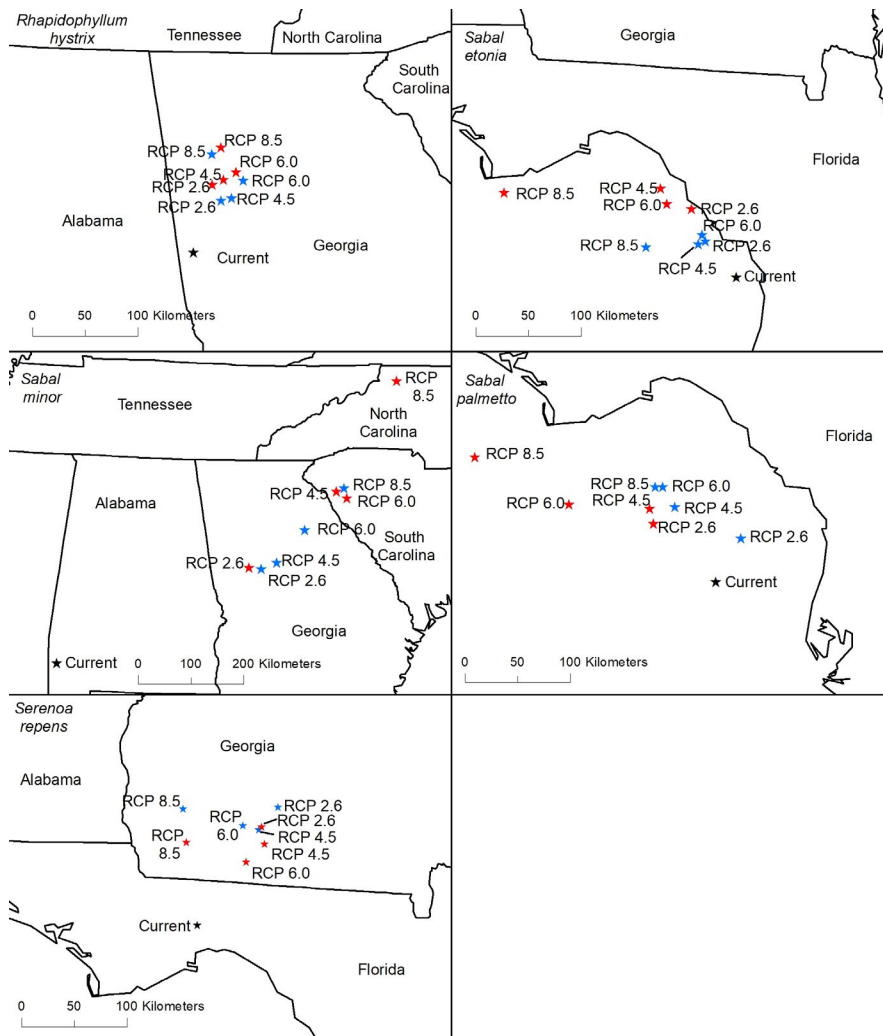 Rhapidophyllum
hystrix
Tennessee
North Carolina
South
Carolina
RCP 8.5
RCP 8.5
RCP 6.0
RCP 4.5
RCP 2.6
RCP 6.0
RCP 2.6
RCP 4.5
Alabama
Georgia
Current
0 50 100 Kilometers
Sabal
etonia
Georgia
Florida
RCP 8.5
RCP 4.5
RCP 6.0
RCP 2.6
RCP 6.0
RCP 8.5
RCP 2.6
RCP 4.5
Current
0 50 100 Kilometers
Sabal
minor
Tennessee
RCP
8.5
North
Carolina
Alabama
RCP 4.5
RCP 8.5
RCP 6.0
RCP 6.0
South
Carolina
RCP 2.6
RCP 4.5
RCP 2.6
Georgia
Current
0 100 200 Kilometers
Sabal
palmetto
Florida
RCP 8.5
RCP 8.5
RCP 6.0
RCP 6.0
RCP 4.5
RCP 4.5
RCP 2.6
RCP 2.6
Current
0 50 100 Kilometers
Serenoa
repens
Georgia
Alabama
RCP 8.5
RCP 2.6
RCP
6.0
RCP 2.6
RCP 4.5
RCP
8.5
RCP 4.5
RCP 6.0
Current
Florida
0 50 100 Kilometers